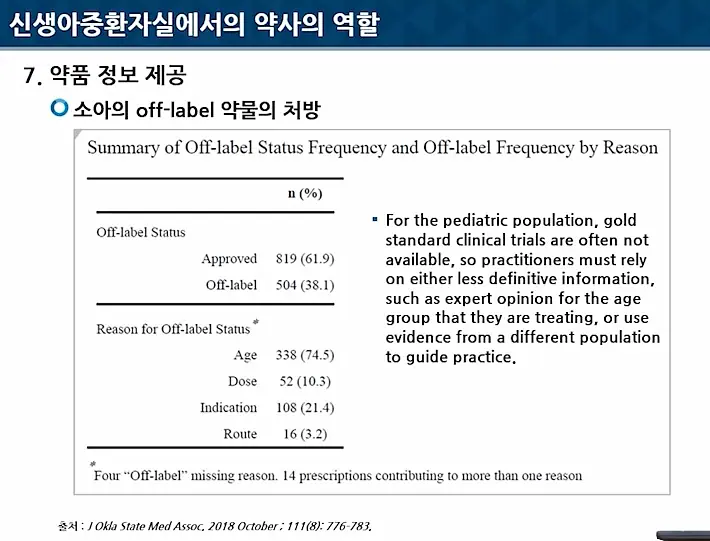 신생아중환자실에서의 약사의 역할
7. 약품 정보 제공
소아의 off-label 약물의 처방
Summary of Off-label Status Frequency and Off-label Frequency by Reason
n (%)
Off-label Status
Approved 819 (61.9)
Off-label 504 (38.1)
Reason for Off-label Status*
Age 338 (74.5)
Dose 52 (10.3)
Indication 108 (21.4)
Route 16 (3.2)
*Four “Off-label” missing reason. 14 prescriptions contributing to more than one reason
▪ For the pediatric population, gold
standard clinical trials are often not
available, so practitioners must rely
on either less definitive information,
such as expert opinion for the age
group that they are treating, or use
evidence from a different population
to guide practice.
출처 : J Okla State Med Assoc. 2018 October ; 111(8): 776-783.